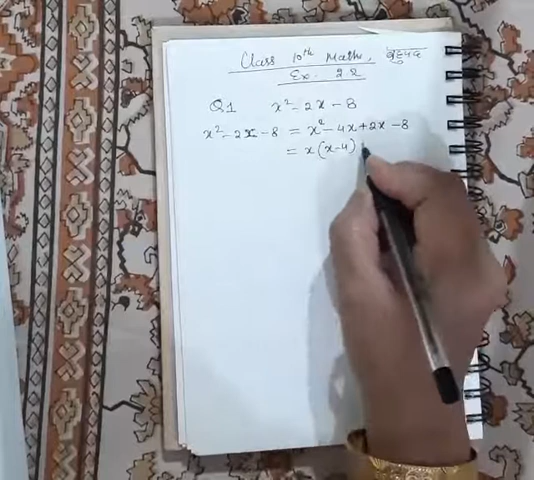 Class 10th Maths, बहुपद
Ex. 2.2
Q1 x² - 2x - 8
x² - 2x - 8 = x² - 4x + 2x - 8
= x(x-4)